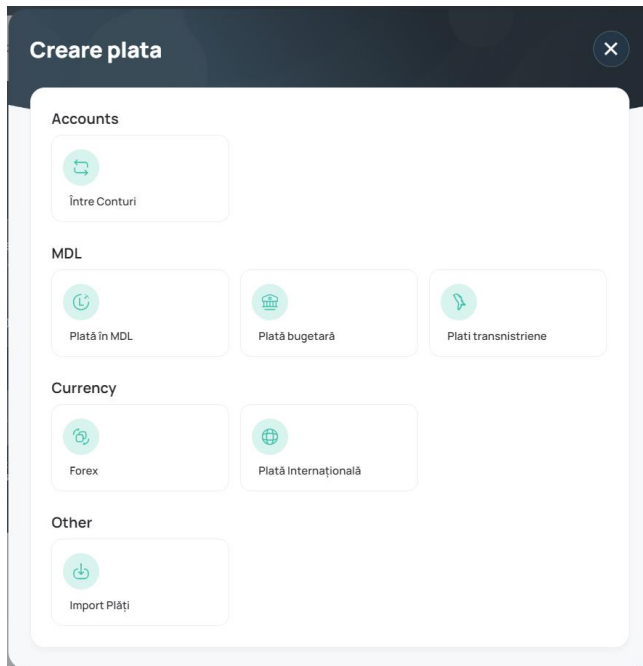 Creare plata
Accounts
Între Conturi
MDL
Plată în MDL
Plată bugetară
Plati transnistriene
Currency
Forex
Plată Internațională
Other
Import Plăți